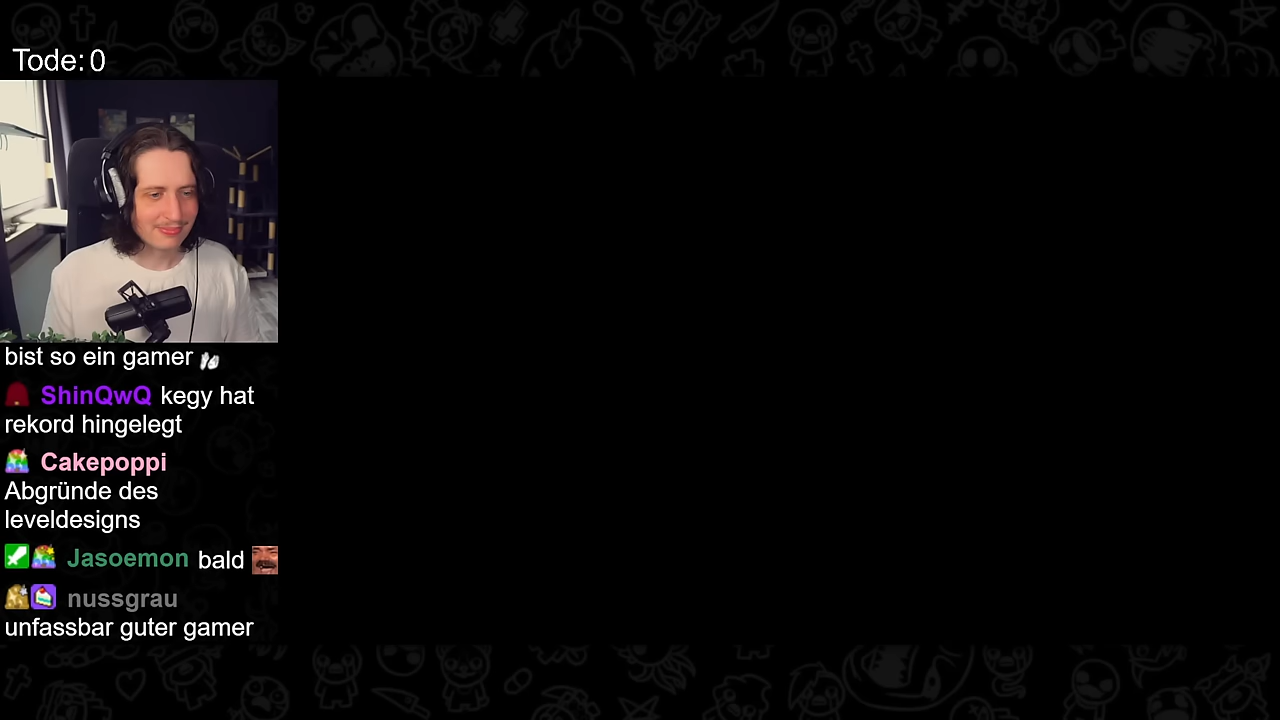 Tode: 0
bist so ein gamer
ShinQwQ kegy hat
rekord hingelegt
Cakepoppi
Abgründe des
leveldesigns
Jasoemon bald
nussgrau
unfassbar guter gamer